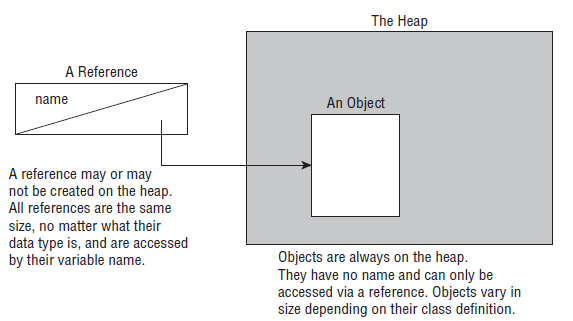 The Heap
A Reference
name
An Object
A reference may or may
not be created on the heap.
All references are the same
size, no matter what their
data type is, and are accessed
by their variable name.
Objects are always on the heap.
They have no name and can only be
accessed via a reference. Objects vary in
size depending on their class definition.